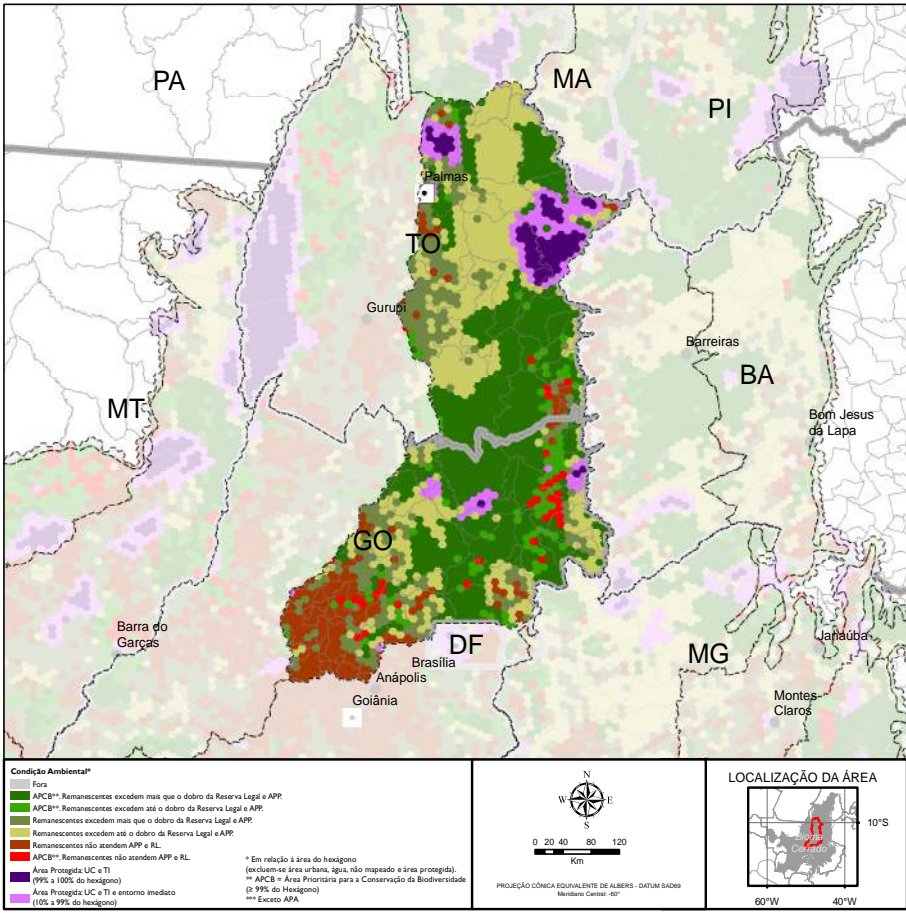 PA
MA
PI
Palmas
TO
Gurupi
Barreiras
BA
MT
Bom Jesus
da Lapa
GO
Barra do
Garças
DF
Brasília
MG
Janaúba
Anápolis
Goiânia
Montes
Claros
Condição Ambiental*
Fora
APCB**. Remanescentes excedem mais que o dobro da Reserva Legal e APP.
APCB**. Remanescentes excedem até o dobro da Reserva Legal e APP.
Remanescentes excedem mais que o dobro da Reserva Legal e APP.
Remanescentes excedem até o dobro da Reserva Legal e APP.
Remanescentes não atendem APP e RL.
APCB**. Remanescentes não atendem APP e RL.
Área Protegida: UC e TI
(99% a 100% do hexágono)
Área Protegida: UC e TI e entorno imediato
(10% a 99% do hexágono)
* Em relação à área do hexágono
(excluem-se área urbana, água, não mapeado e área protegida).
** APCB = Área Prioritária para a Conservação da Biodiversidade
(≥ 99% do Hexágono)
*** Exceto APA
N
W E
S
0 20 40 80 120
Km
PROJEÇÃO CÔNICA EQUIVALENTE DE ALBERS - DATUM SAD69
Meridiano Central: -60°
LOCALIZAÇÃO DA ÁREA
10°S
Bioma
Cerrado
60°W 40°W